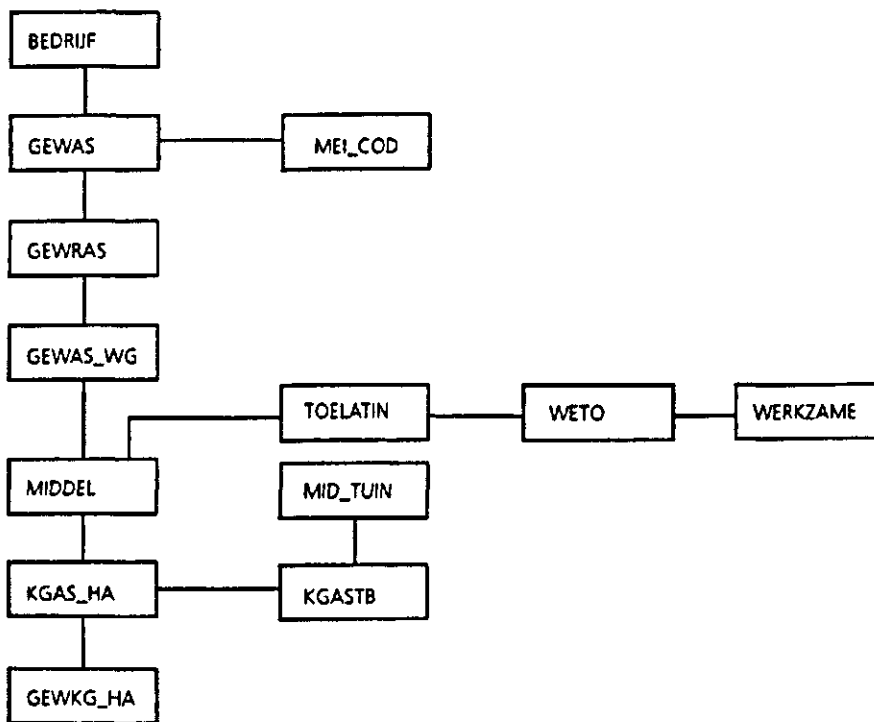 BEDRIJF
GEWAS
MEI_COD
GEWRAS
GEWAS_WG
TOELATIN
WETO
WERKZAME
MIDDEL
MID_TUIN
KGAS_HA
KGASTB
GEWKG_HA